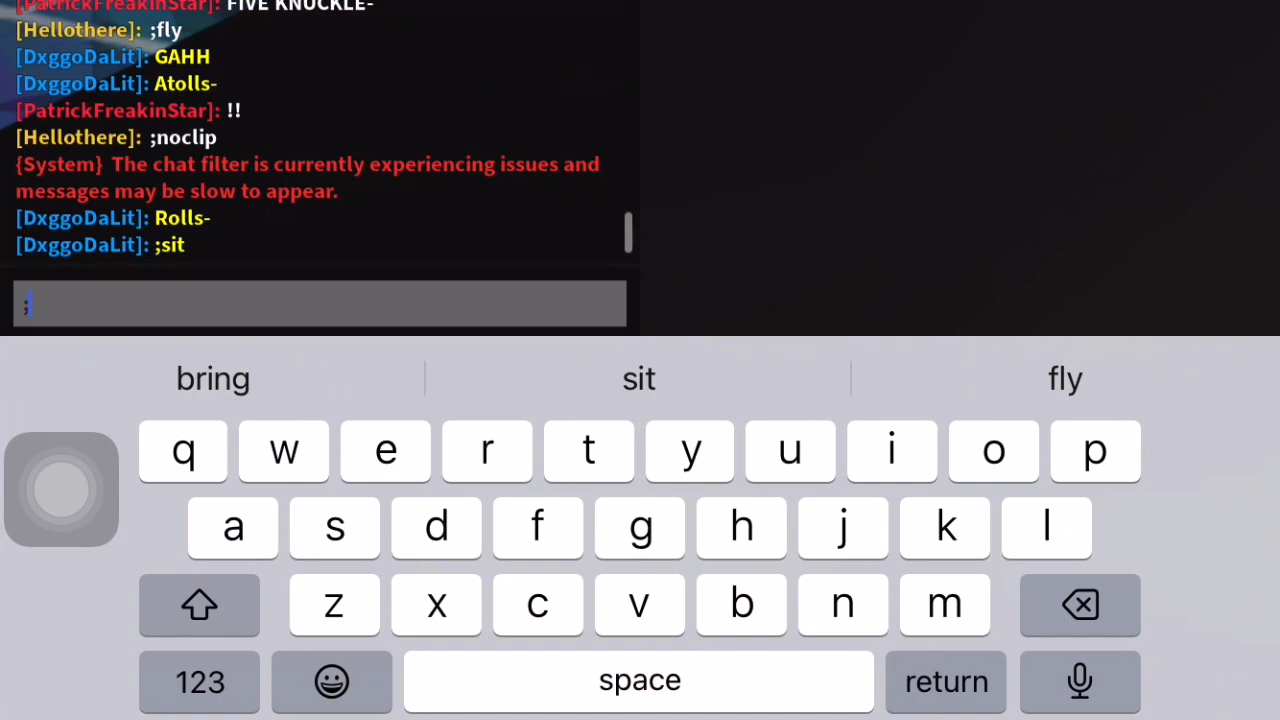 [PatrickFreakinStar]: FIVE KNUCKLE-
[Hellothere]: ;fly
[DxggoDaLit]: GAHH
[DxggoDaLit]: Atolls-
[PatrickFreakinStar]: !!
[Hellothere]: ;noclip
{System} The chat filter is currently experiencing issues and
messages may be slow to appear.
[DxggoDaLit]: Rolls-
[DxggoDaLit]: ;sit
;
bring sit fly
q w e r t y u i o p
a s d f g h j k l
z x c v b n m
123 space return